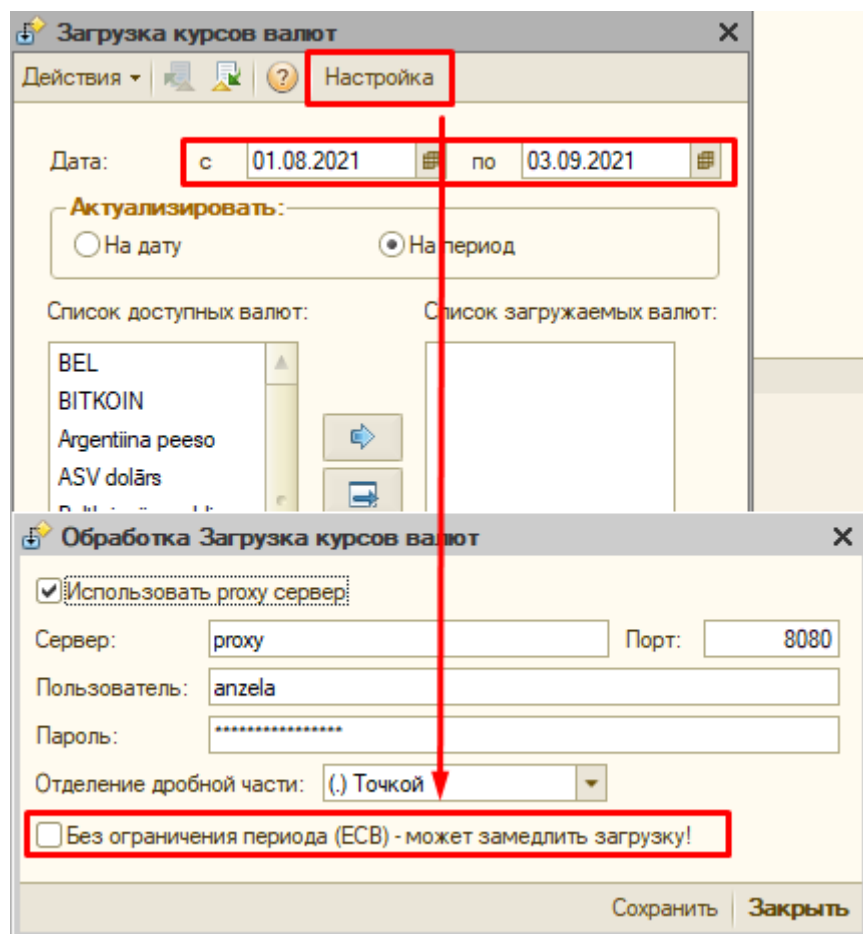 Загрузка курсов валют
Действия Настройка
Дата: с 01.08.2021 по 03.09.2021
Актуализировать:
На дату На период
Список доступных валют: Список загружаемых валют:
BEL
BITKOIN
Argentiina peeso
ASV dolārs
Обработка Загрузка курсов валют
Использовать proxy сервер
Сервер: proxy Порт: 8080
Пользователь: anzela
Пароль: ****************
Отделение дробной части: (.) Точкой
Без ограничения периода (ECB) - может замедлить загрузку!
Сохранить Закрыть